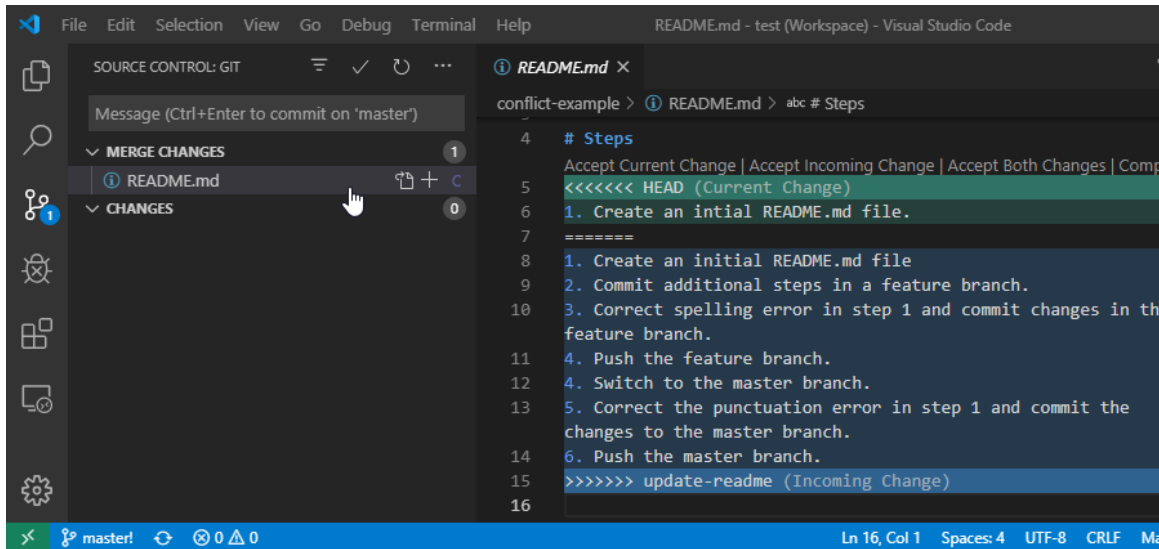 File Edit Selection View Go Debug Terminal Help README.md - test (Workspace) - Visual Studio Code
SOURCE CONTROL: GIT
README.md
Message (Ctrl+Enter to commit on 'master')
MERGE CHANGES 1
README.md C
CHANGES 0
1
conflict-example > README.md > abc # Steps
4 # Steps
Accept Current Change | Accept Incoming Change | Accept Both Changes | Comp
5 <<<<<<< HEAD (Current Change)
6 1. Create an intial README.md file.
7 =======
8 1. Create an initial README.md file
9 2. Commit additional steps in a feature branch.
10 3. Correct spelling error in step 1 and commit changes in th
feature branch.
11 4. Push the feature branch.
12 4. Switch to the master branch.
13 5. Correct the punctuation error in step 1 and commit the
changes to the master branch.
14 6. Push the master branch.
15 >>>>>>> update-readme (Incoming Change)
16
master! 0 0 Ln 16, Col 1 Spaces: 4 UTF-8 CRLF Ma